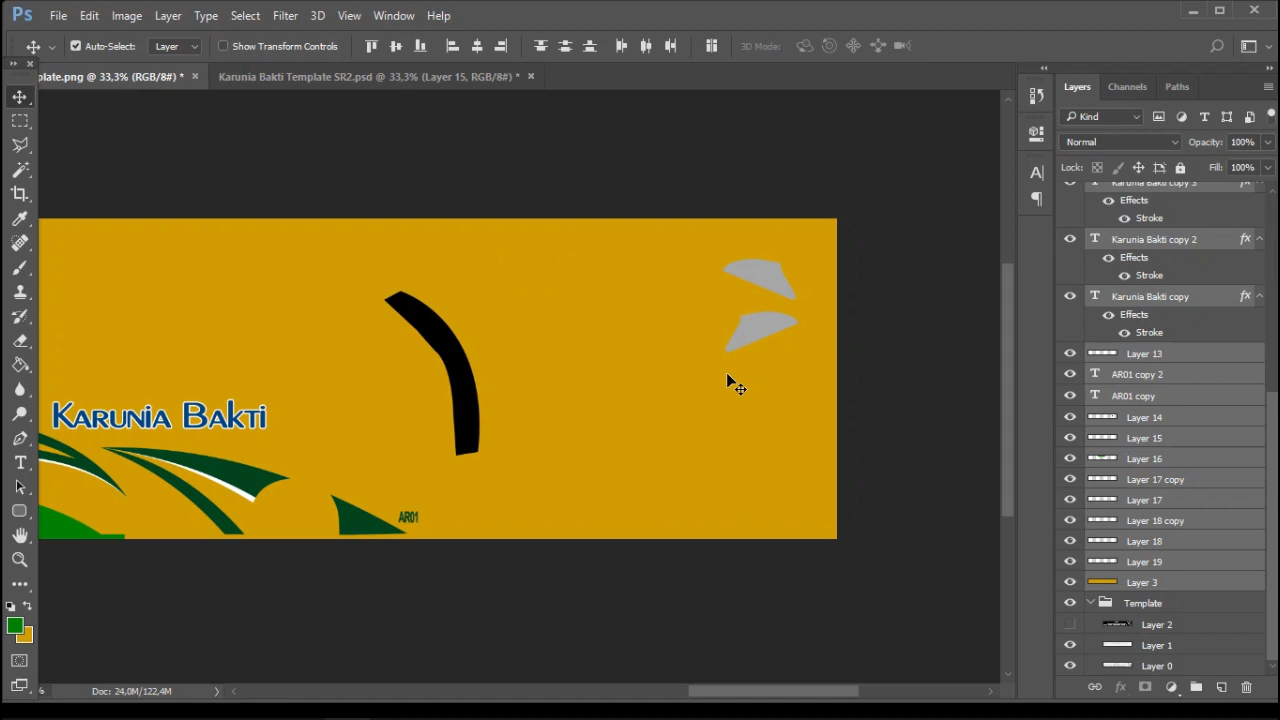 Ps File Edit Image Layer Type Select Filter 3D View Window Help
Auto-Select: Layer Show Transform Controls 3D Mode:
plate.png @ 33,3% (RGB/8#) * × Karunia Bakti Template SR2.psd @ 33,3% (Layer 15, RGB/8#) * ×
Layers Channels Paths
Kind
Normal Opacity: 100%
Lock: Fill: 100%
Karunia Bakti copy 3 fx
Effects
Stroke
Karunia Bakti copy 2 fx
Effects
Stroke
Karunia Bakti copy fx
Effects
Stroke
Layer 13
AR01 copy 2
AR01 copy
Layer 14
Layer 15
Layer 16
Layer 17 copy
Layer 17
Layer 18 copy
Layer 18
Layer 19
Layer 3
Template
Layer 2
Layer 1
Layer 0
Karunia Bakti
AR01
% Doc: 24,0M/122,4M